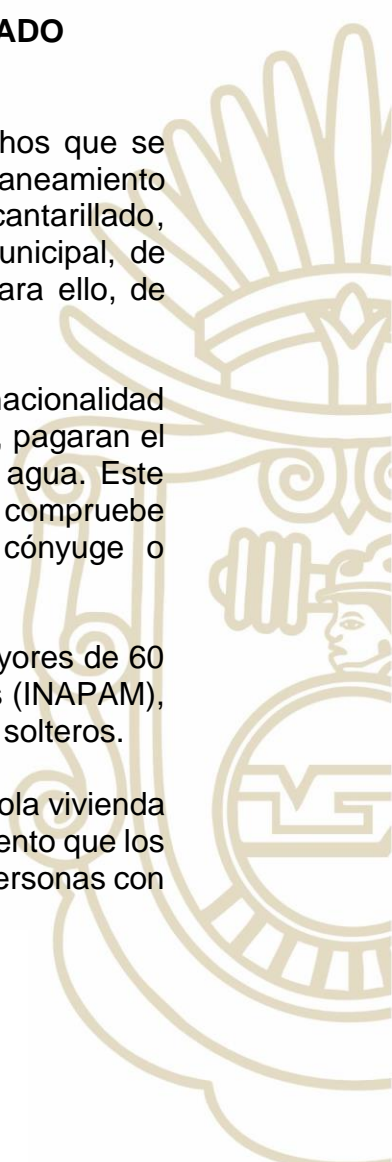 ADO
hos que se
aneamiento
cantarillado,
unicipal, de
ara ello, de
nacionalidad
, pagaran el
agua. Este
compruebe
cónyuge o
yores de 60
s (INAPAM),
solteros.
ola vivienda
ento que los
ersonas con